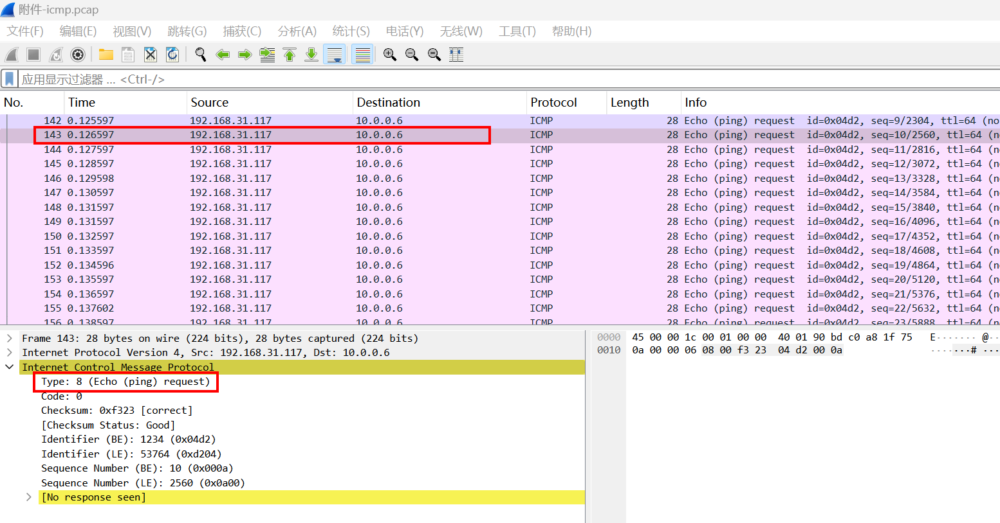 附件-icmp.pcap
文件(F) 编辑(E) 视图(V) 跳转(G) 捕获(C) 分析(A) 统计(S) 电话(Y) 无线(W) 工具(T) 帮助(H)
应用显示过滤器 … <Ctrl-/>
No. Time Source Destination Protocol Length Info
142 0.125597 192.168.31.117 10.0.0.6 ICMP 28 Echo (ping) request id=0x04d2, seq=9/2304, ttl=64 (no
143 0.126597 192.168.31.117 10.0.0.6 ICMP 28 Echo (ping) request id=0x04d2, seq=10/2560, ttl=64 (n
144 0.127597 192.168.31.117 10.0.0.6 ICMP 28 Echo (ping) request id=0x04d2, seq=11/2816, ttl=64 (n
145 0.128597 192.168.31.117 10.0.0.6 ICMP 28 Echo (ping) request id=0x04d2, seq=12/3072, ttl=64 (n
146 0.129598 192.168.31.117 10.0.0.6 ICMP 28 Echo (ping) request id=0x04d2, seq=13/3328, ttl=64 (n
147 0.130597 192.168.31.117 10.0.0.6 ICMP 28 Echo (ping) request id=0x04d2, seq=14/3584, ttl=64 (n
148 0.131597 192.168.31.117 10.0.0.6 ICMP 28 Echo (ping) request id=0x04d2, seq=15/3840, ttl=64 (n
149 0.131597 192.168.31.117 10.0.0.6 ICMP 28 Echo (ping) request id=0x04d2, seq=16/4096, ttl=64 (n
150 0.132597 192.168.31.117 10.0.0.6 ICMP 28 Echo (ping) request id=0x04d2, seq=17/4352, ttl=64 (n
151 0.133597 192.168.31.117 10.0.0.6 ICMP 28 Echo (ping) request id=0x04d2, seq=18/4608, ttl=64 (n
152 0.134596 192.168.31.117 10.0.0.6 ICMP 28 Echo (ping) request id=0x04d2, seq=19/4864, ttl=64 (n
153 0.135597 192.168.31.117 10.0.0.6 ICMP 28 Echo (ping) request id=0x04d2, seq=20/5120, ttl=64 (n
154 0.136597 192.168.31.117 10.0.0.6 ICMP 28 Echo (ping) request id=0x04d2, seq=21/5376, ttl=64 (n
155 0.137602 192.168.31.117 10.0.0.6 ICMP 28 Echo (ping) request id=0x04d2, seq=22/5632, ttl=64 (n
156 0.138597 192.168.31.117 10.0.0.6 ICMP 28 Echo (ping) request id=0x04d2, seq=23/5888, ttl=64 (n
Frame 143: 28 bytes on wire (224 bits), 28 bytes captured (224 bits)
Internet Protocol Version 4, Src: 192.168.31.117, Dst: 10.0.0.6
Internet Control Message Protocol
Type: 8 (Echo (ping) request)
Code: 0
Checksum: 0xf323 [correct]
[Checksum Status: Good]
Identifier (BE): 1234 (0x04d2)
Identifier (LE): 53764 (0xd204)
Sequence Number (BE): 10 (0x000a)
Sequence Number (LE): 2560 (0x0a00)
[No response seen]
0000 45 00 00 1c 00 01 00 00 40 01 90 bd c0 a8 1f 75 E·······@··
0010 0a 00 00 06 08 00 f3 23 04 d2 00 0a ·······# ···